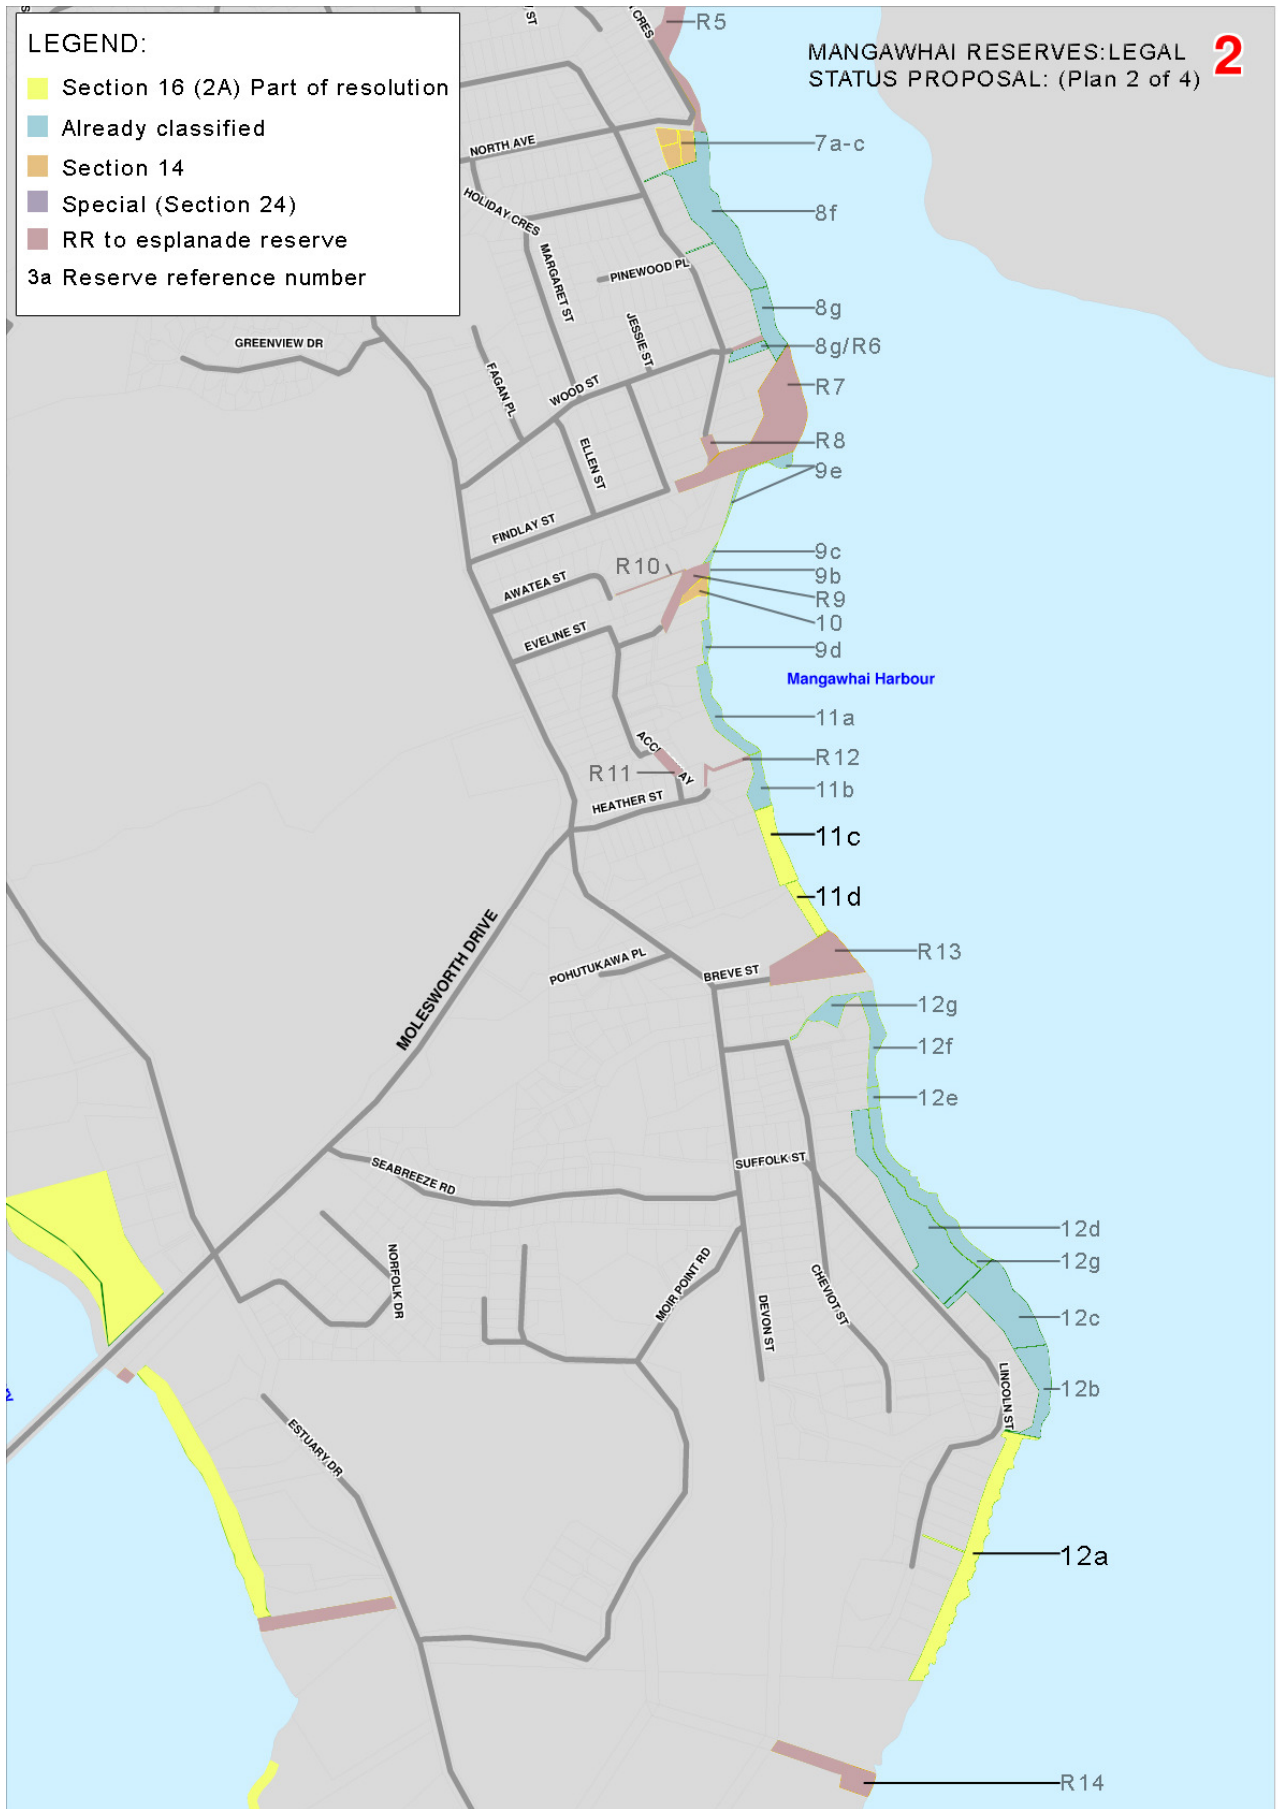 LEGEND:
Section 16 (2A) Part of resolution
Already classified
Section 14
Special (Section 24)
RR to esplanade reserve
3a Reserve reference number
MANGAWHAI RESERVES:LEGAL
STATUS PROPOSAL: (Plan 2 of 4)
2
ST
CRES
R5
7a-c
NORTH AVE
HOLIDAY CRES
8f
MARGARET ST
PINEWOOD PL
8g
JESSIE ST
8g/R6
GREENVIEW DR
FAGAN PL
WOOD ST
R7
R8
ELLEN ST
9e
FINDLAY ST
9c
R10
9b
AWATEA ST
R9
10
EVELINE ST
9d
Mangawhai Harbour
11a
R12
R11
11b
HEATHER ST
11c
11d
MOLESWORTH DRIVE
R13
POHUTUKAWA PL
BREVE ST
12g
12f
12e
SUFFOLK ST
SEABREEZE RD
12d
12g
NORFOLK DR
MOIR POINT RD
CHEVIOT ST
DEVON ST
12c
12b
LINCOLN ST
ESTUARY DR
12a
R14